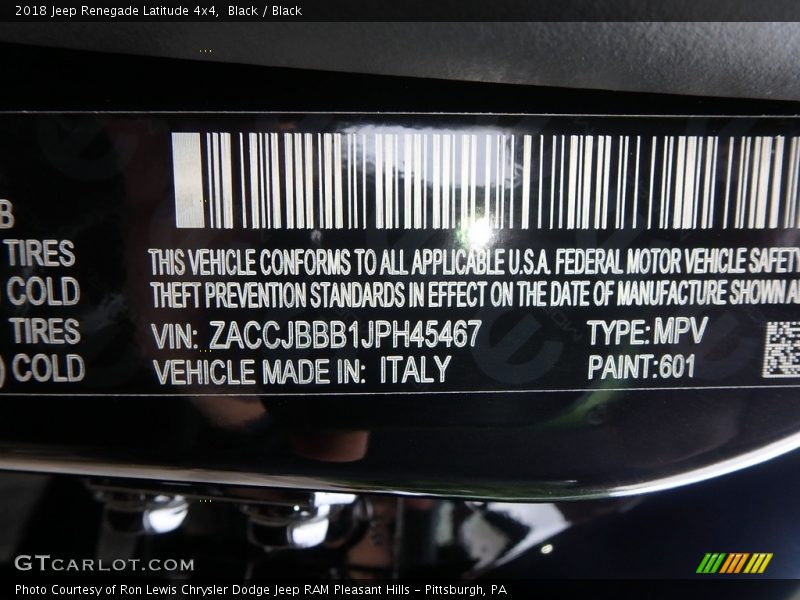 2018 Jeep Renegade Latitude 4x4, Black / Black
B
TIRES
COLD
TIRES
) COLD
THIS VEHICLE CONFORMS TO ALL APPLICABLE U.S.A. FEDERAL MOTOR VEHICLE SAFETY
THEFT PREVENTION STANDARDS IN EFFECT ON THE DATE OF MANUFACTURE SHOWN A
VIN: ZACCJBBB1JPH45467 TYPE: MPV
VEHICLE MADE IN: ITALY PAINT: 601
GTCARLOT.COM
Photo Courtesy of Ron Lewis Chrysler Dodge Jeep RAM Pleasant Hills - Pittsburgh, PA